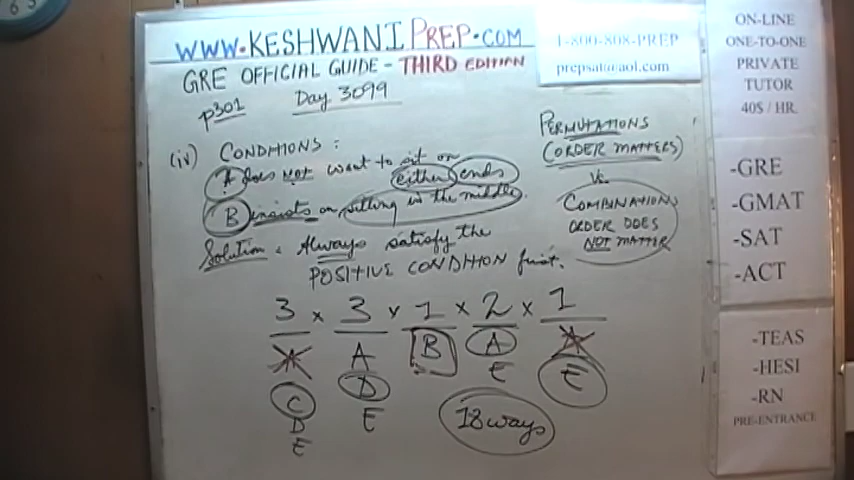 WWW.KESHWANIPREP.COM
GRE OFFICIAL GUIDE - THIRD EDITION
p301 Day 3099
1-800-808-PREP
prepsat@aol.com
(iv) CONDITIONS :
A does NOT want to sit on either ends
B insists on sitting in the middle.
Solution : Always satisfy the
POSITIVE CONDITION first.
PERMUTATIONS
(ORDER MATTERS)
Vs.
COMBINATIONS
ORDER DOES
NOT MATTER
3 × 3 × 1 × 2 × 1
A A B A A
C D E E
D E
E
18 ways
ON-LINE
ONE-TO-ONE
PRIVATE
TUTOR
40$ / HR.
-GRE
-GMAT
-SAT
-ACT
-TEAS
-HESI
-RN
PRE-ENTRANCE